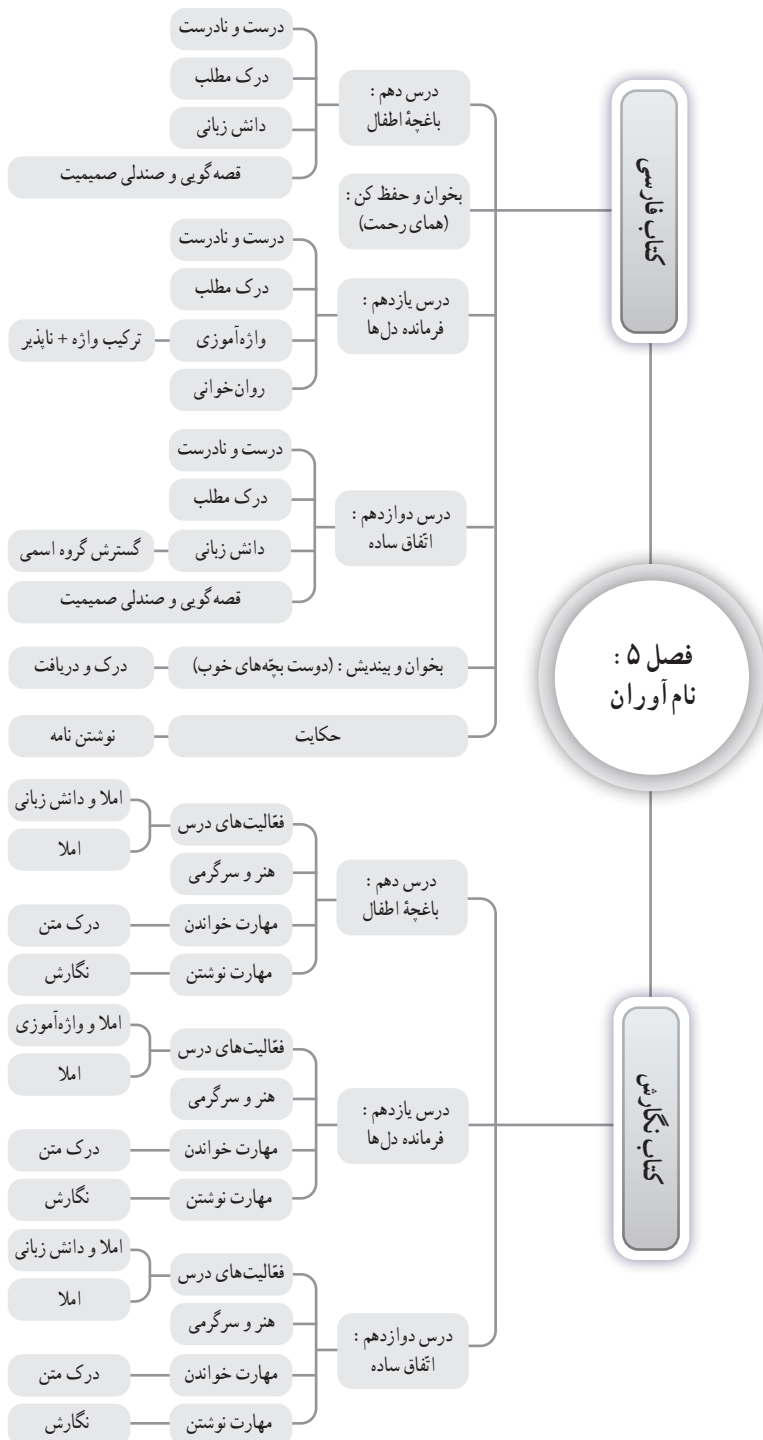 فصل ۵ :
نام‌آوران
کتاب فارسی
درس دهم :
باغچهٔ اطفال
درست و نادرست
درک مطلب
دانش زبانی
قصه‌گویی و صندلی صمیمیت
بخوان و حفظ کن :
(همای رحمت)
درس یازدهم :
فرمانده دل‌ها
درست و نادرست
درک مطلب
واژه‌آموزی
ترکیب واژه + ناپذیر
روان‌خوانی
درس دوازدهم :
اتّفاق ساده
درست و نادرست
درک مطلب
دانش زبانی
گسترش گروه اسمی
قصه‌گویی و صندلی صمیمیت
بخوان و بیندیش : (دوست بچّه‌های خوب)
درک و دریافت
حکایت
نوشتن نامه
کتاب نگارش
درس دهم :
باغچهٔ اطفال
فعّالیت‌های درس
املا و دانش زبانی
املا
هنر و سرگرمی
مهارت خواندن
درک متن
مهارت نوشتن
نگارش
درس یازدهم :
فرمانده دل‌ها
فعّالیت‌های درس
املا و واژه‌آموزی
املا
هنر و سرگرمی
مهارت خواندن
درک متن
مهارت نوشتن
نگارش
درس دوازدهم :
اتّفاق ساده
فعّالیت‌های درس
املا و دانش زبانی
املا
هنر و سرگرمی
مهارت خواندن
درک متن
مهارت نوشتن
نگارش